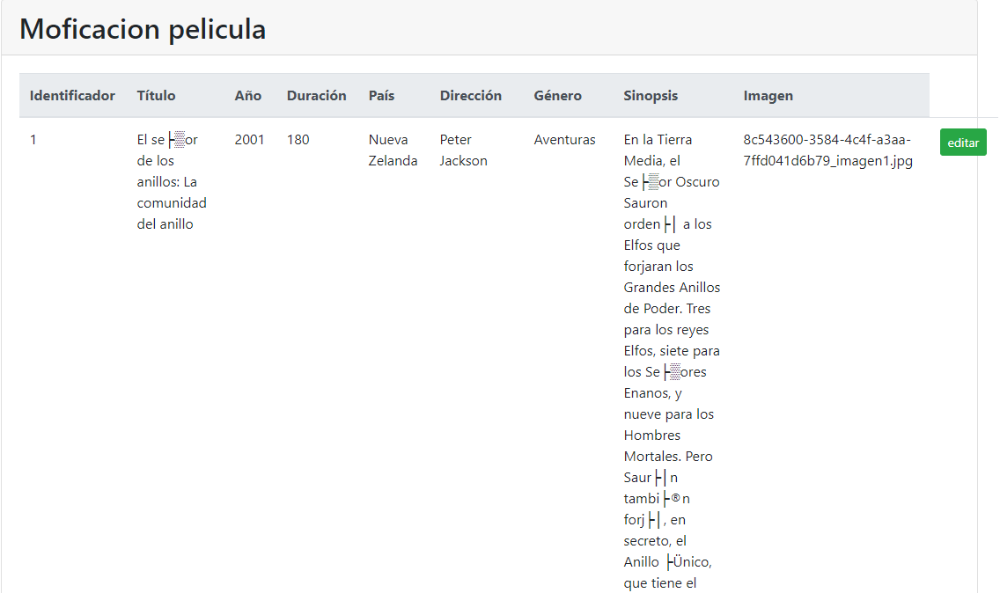 Moficacion pelicula
Identificador
Título
Año
Duración
País
Dirección
Género
Sinopsis
Imagen
1
El se├▒or
de los
anillos: La
comunidad
del anillo
2001
180
Nueva
Zelanda
Peter
Jackson
Aventuras
En la Tierra
Media, el
Se├▒or Oscuro
Sauron
orden├│ a los
Elfos que
forjaran los
Grandes Anillos
de Poder. Tres
para los reyes
Elfos, siete para
los Se├▒ores
Enanos, y
nueve para los
Hombres
Mortales. Pero
Saur├│n
tambi├®n
forj├│, en
secreto, el
Anillo ├Ünico,
que tiene el
8c543600-3584-4c4f-a3aa-
7ffd041d6b79_imagen1.jpg
editar